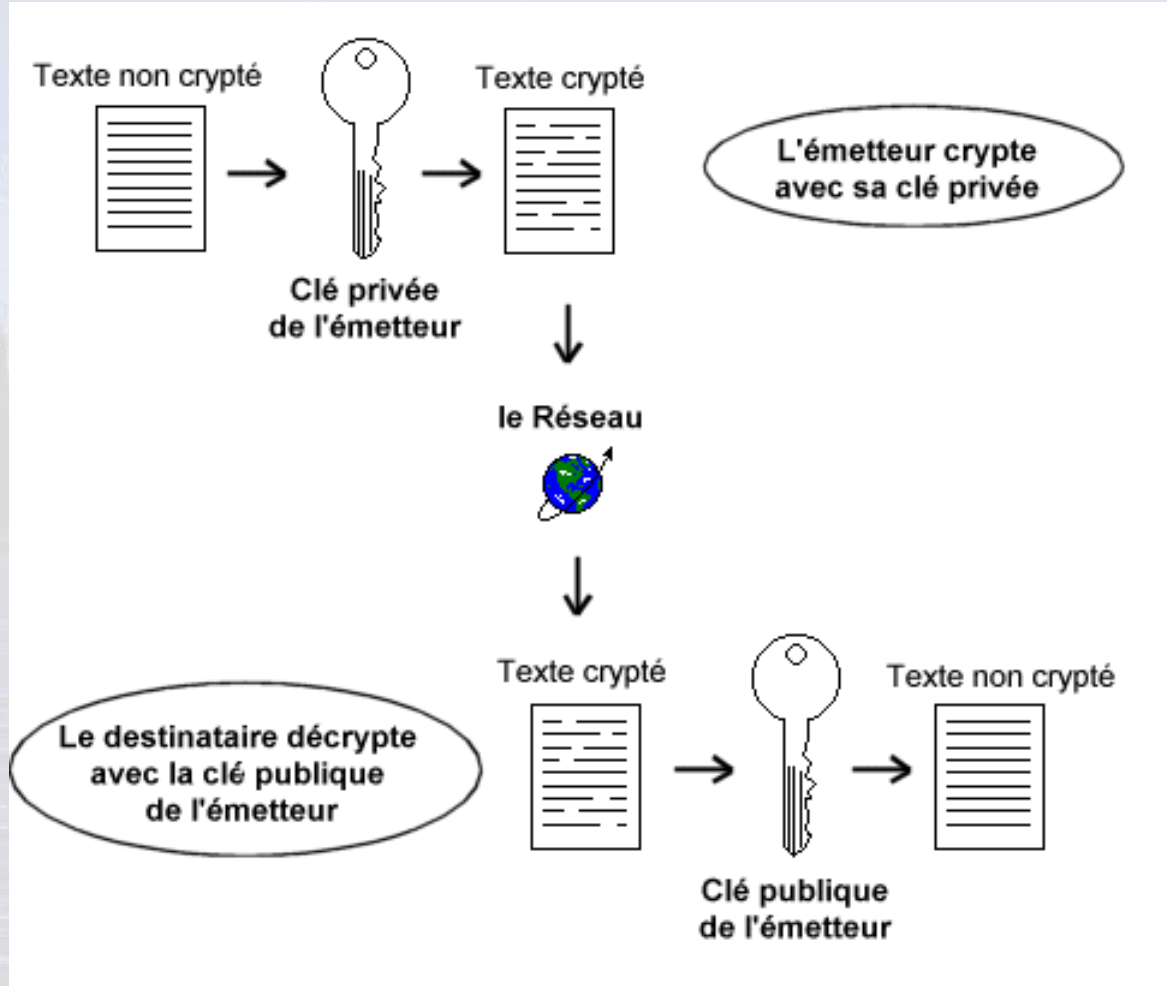 Texte non crypté
Texte crypté
L'émetteur crypte
avec sa clé privée
Clé privée
de l'émetteur
le Réseau
Texte crypté
Texte non crypté
Le destinataire décrypte
avec la clé publique
de l'émetteur
Clé publique
de l'émetteur